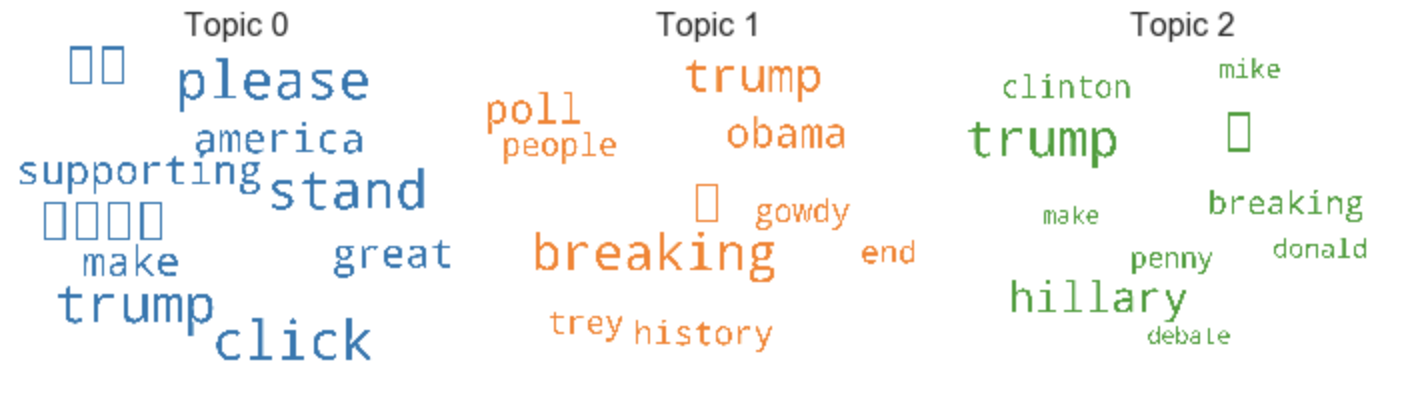 Topic 0
please
america
supporting
stand
make
great
trump
click
Topic 1
trump
poll
obama
people
gowdy
breaking
end
trey
history
Topic 2
mike
clinton
trump
breaking
make
donald
penny
hillary
debate